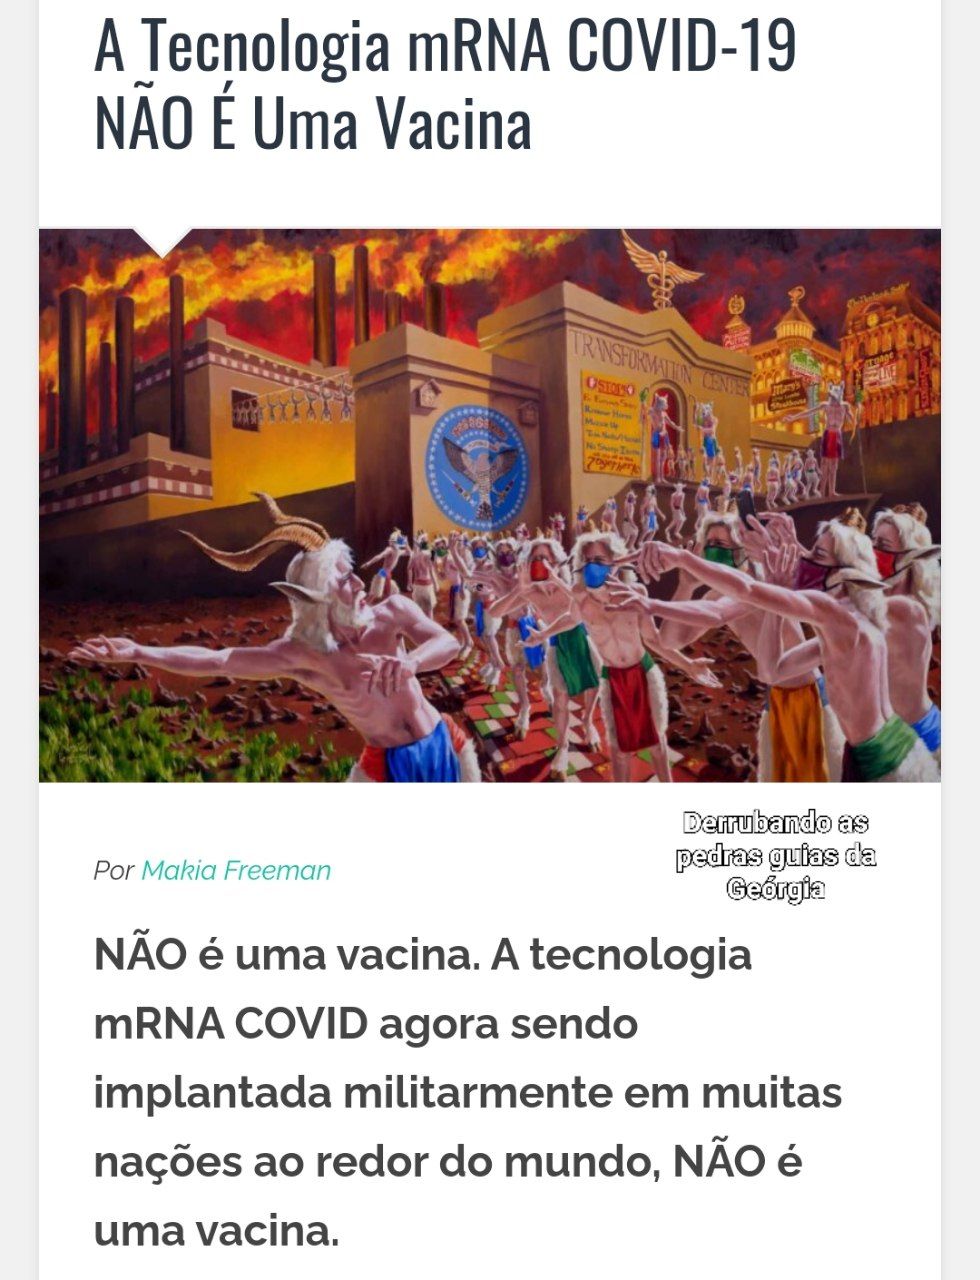 A Tecnologia mRNA COVID-19
NÃO É Uma Vacina
TRANSFORMATION CENTER
STOP
Together
Derrubando as
pedras guias da
Geórgia
Por Makia Freeman
NÃO é uma vacina. A tecnologia
mRNA COVID agora sendo
implantada militarmente em muitas
nações ao redor do mundo, NÃO é
uma vacina.